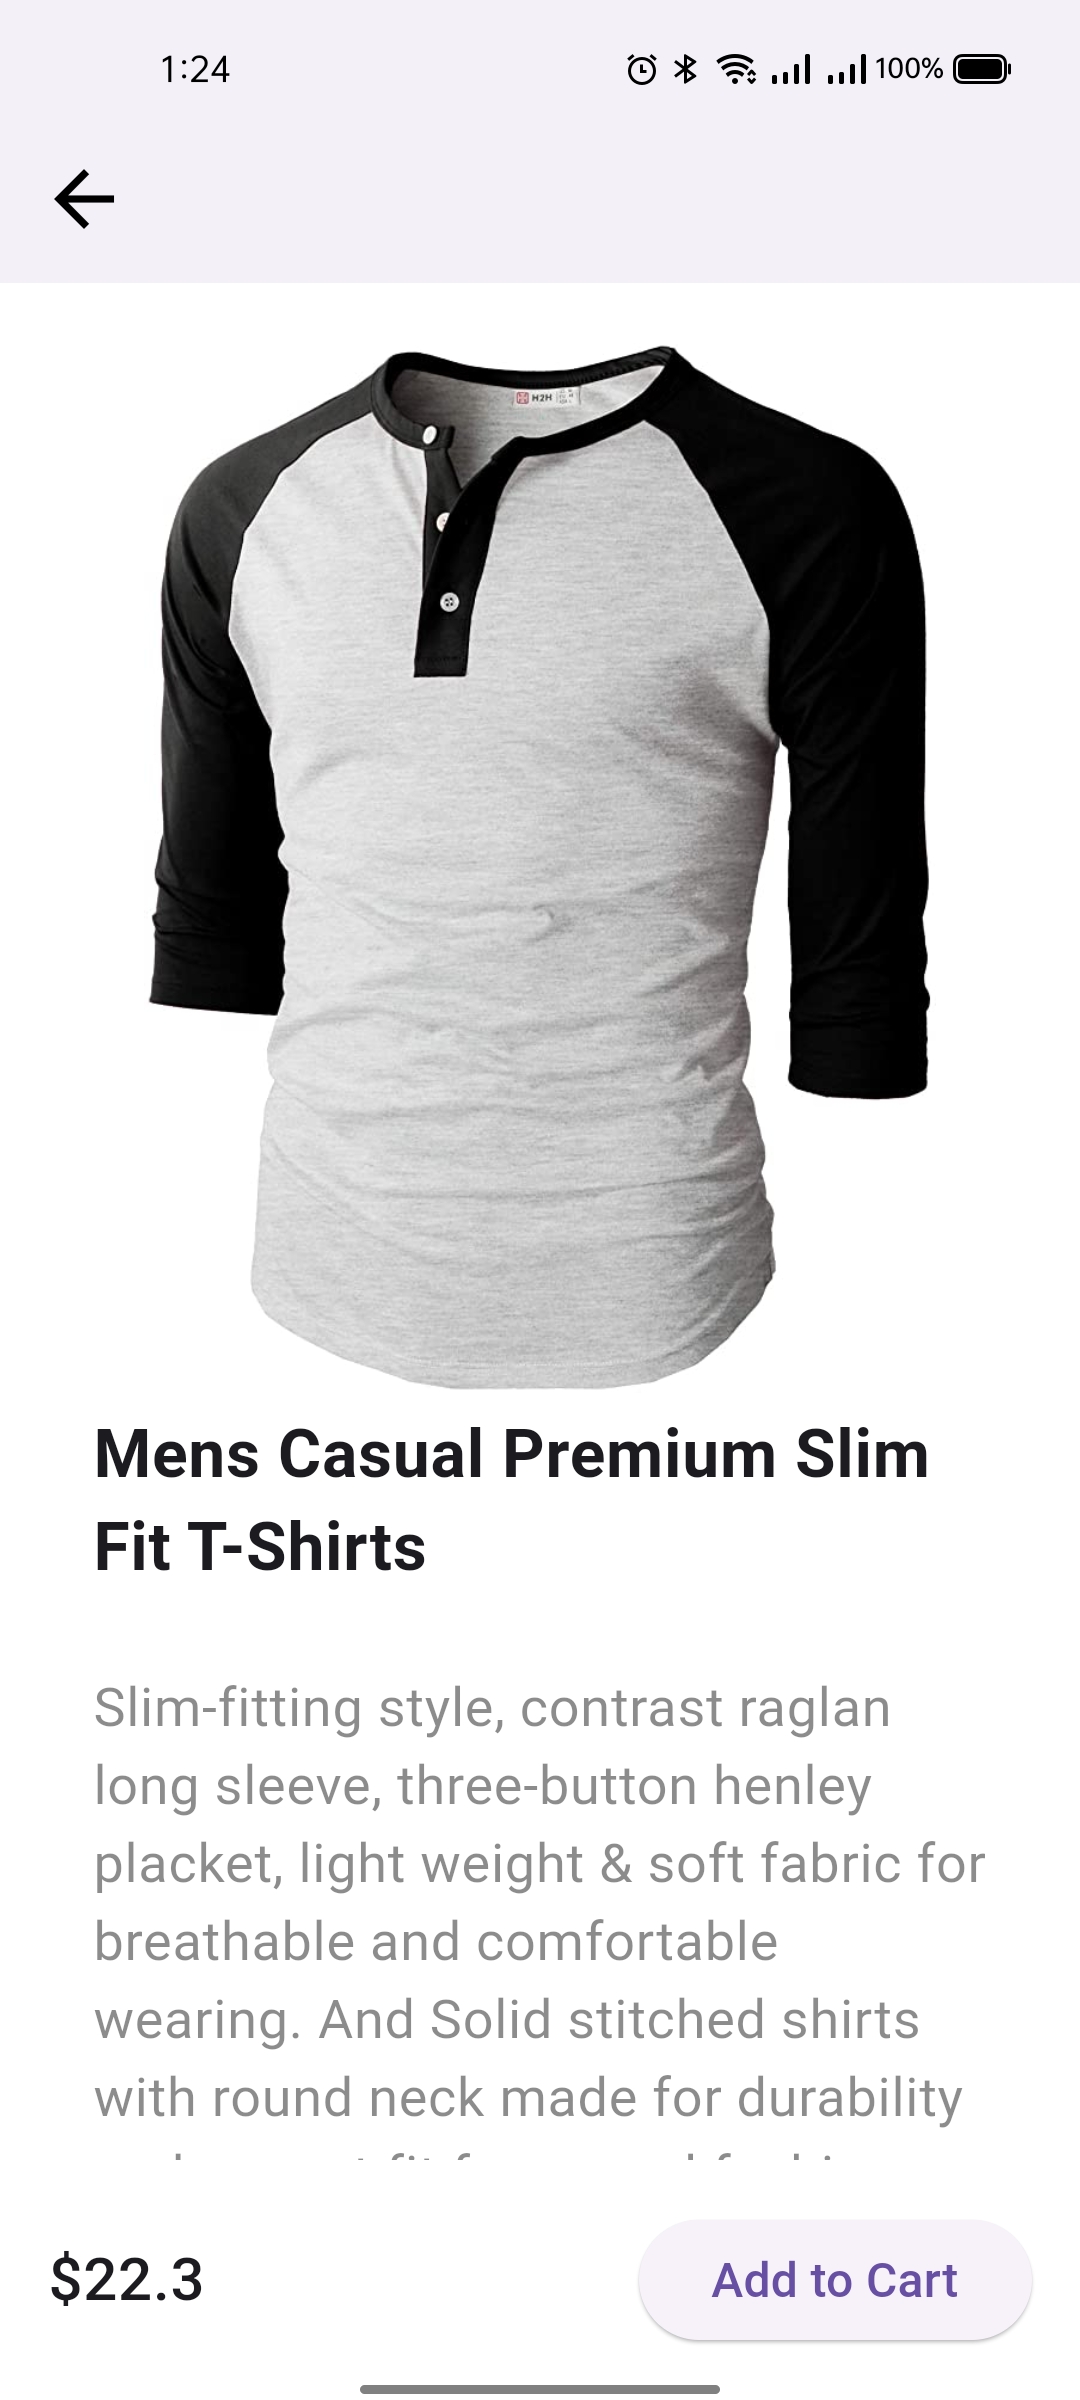 1:24
100%
H2H
Mens Casual Premium Slim
Fit T-Shirts
Slim-fitting style, contrast raglan
long sleeve, three-button henley
placket, light weight & soft fabric for
breathable and comfortable
wearing. And Solid stitched shirts
with round neck made for durability
$22.3
Add to Cart